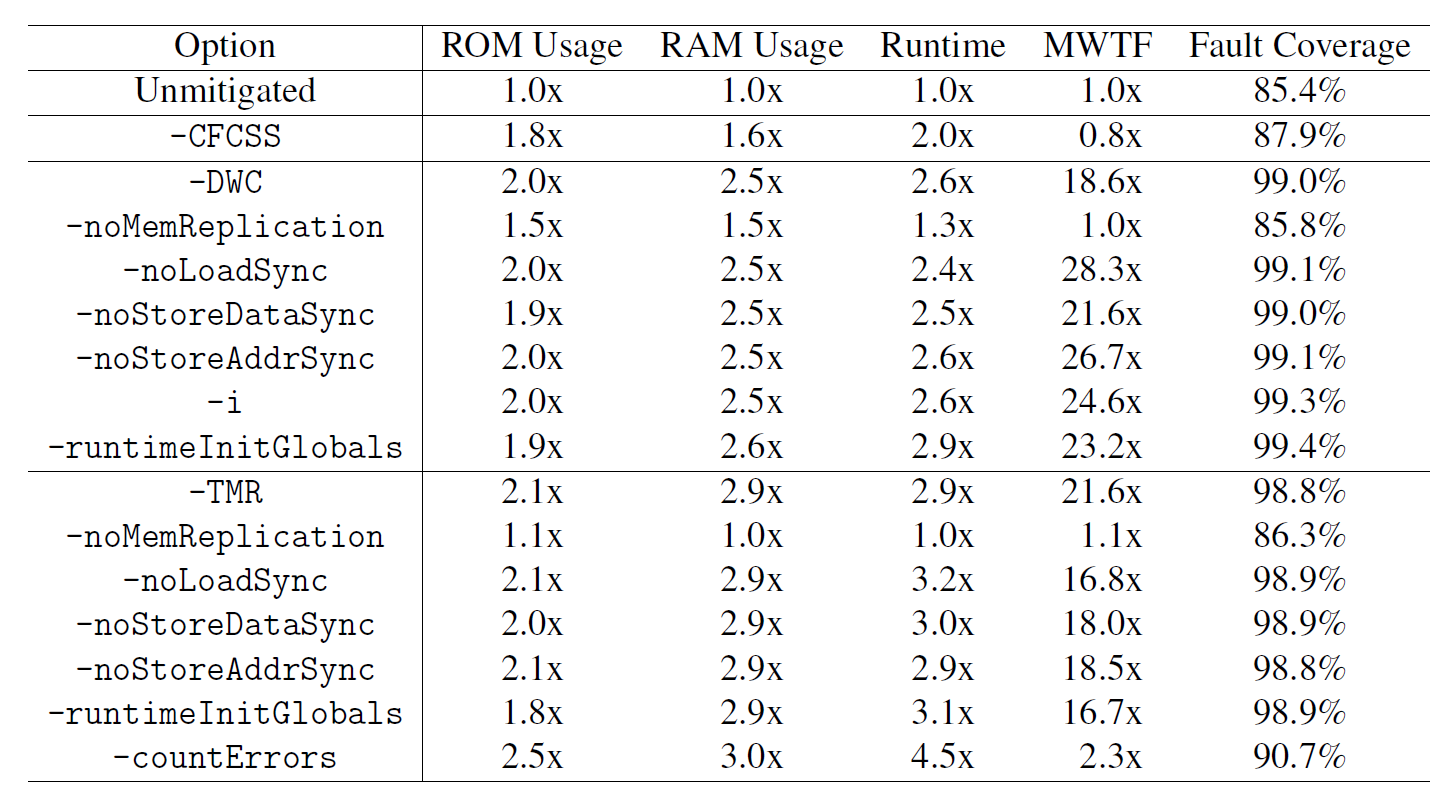 Option ROM Usage RAM Usage Runtime MWTF Fault Coverage
Unmitigated 1.0x 1.0x 1.0x 1.0x 85.4%
-CFCSS 1.8x 1.6x 2.0x 0.8x 87.9%
-DWC 2.0x 2.5x 2.6x 18.6x 99.0%
-noMemReplication 1.5x 1.5x 1.3x 1.0x 85.8%
-noLoadSync 2.0x 2.5x 2.4x 28.3x 99.1%
-noStoreDataSync 1.9x 2.5x 2.5x 21.6x 99.0%
-noStoreAddrSync 2.0x 2.5x 2.6x 26.7x 99.1%
-i 2.0x 2.5x 2.6x 24.6x 99.3%
-runtimeInitGlobals 1.9x 2.6x 2.9x 23.2x 99.4%
-TMR 2.1x 2.9x 2.9x 21.6x 98.8%
-noMemReplication 1.1x 1.0x 1.0x 1.1x 86.3%
-noLoadSync 2.1x 2.9x 3.2x 16.8x 98.9%
-noStoreDataSync 2.0x 2.9x 3.0x 18.0x 98.9%
-noStoreAddrSync 2.1x 2.9x 2.9x 18.5x 98.8%
-runtimeInitGlobals 1.8x 2.9x 3.1x 16.7x 98.9%
-countErrors 2.5x 3.0x 4.5x 2.3x 90.7%